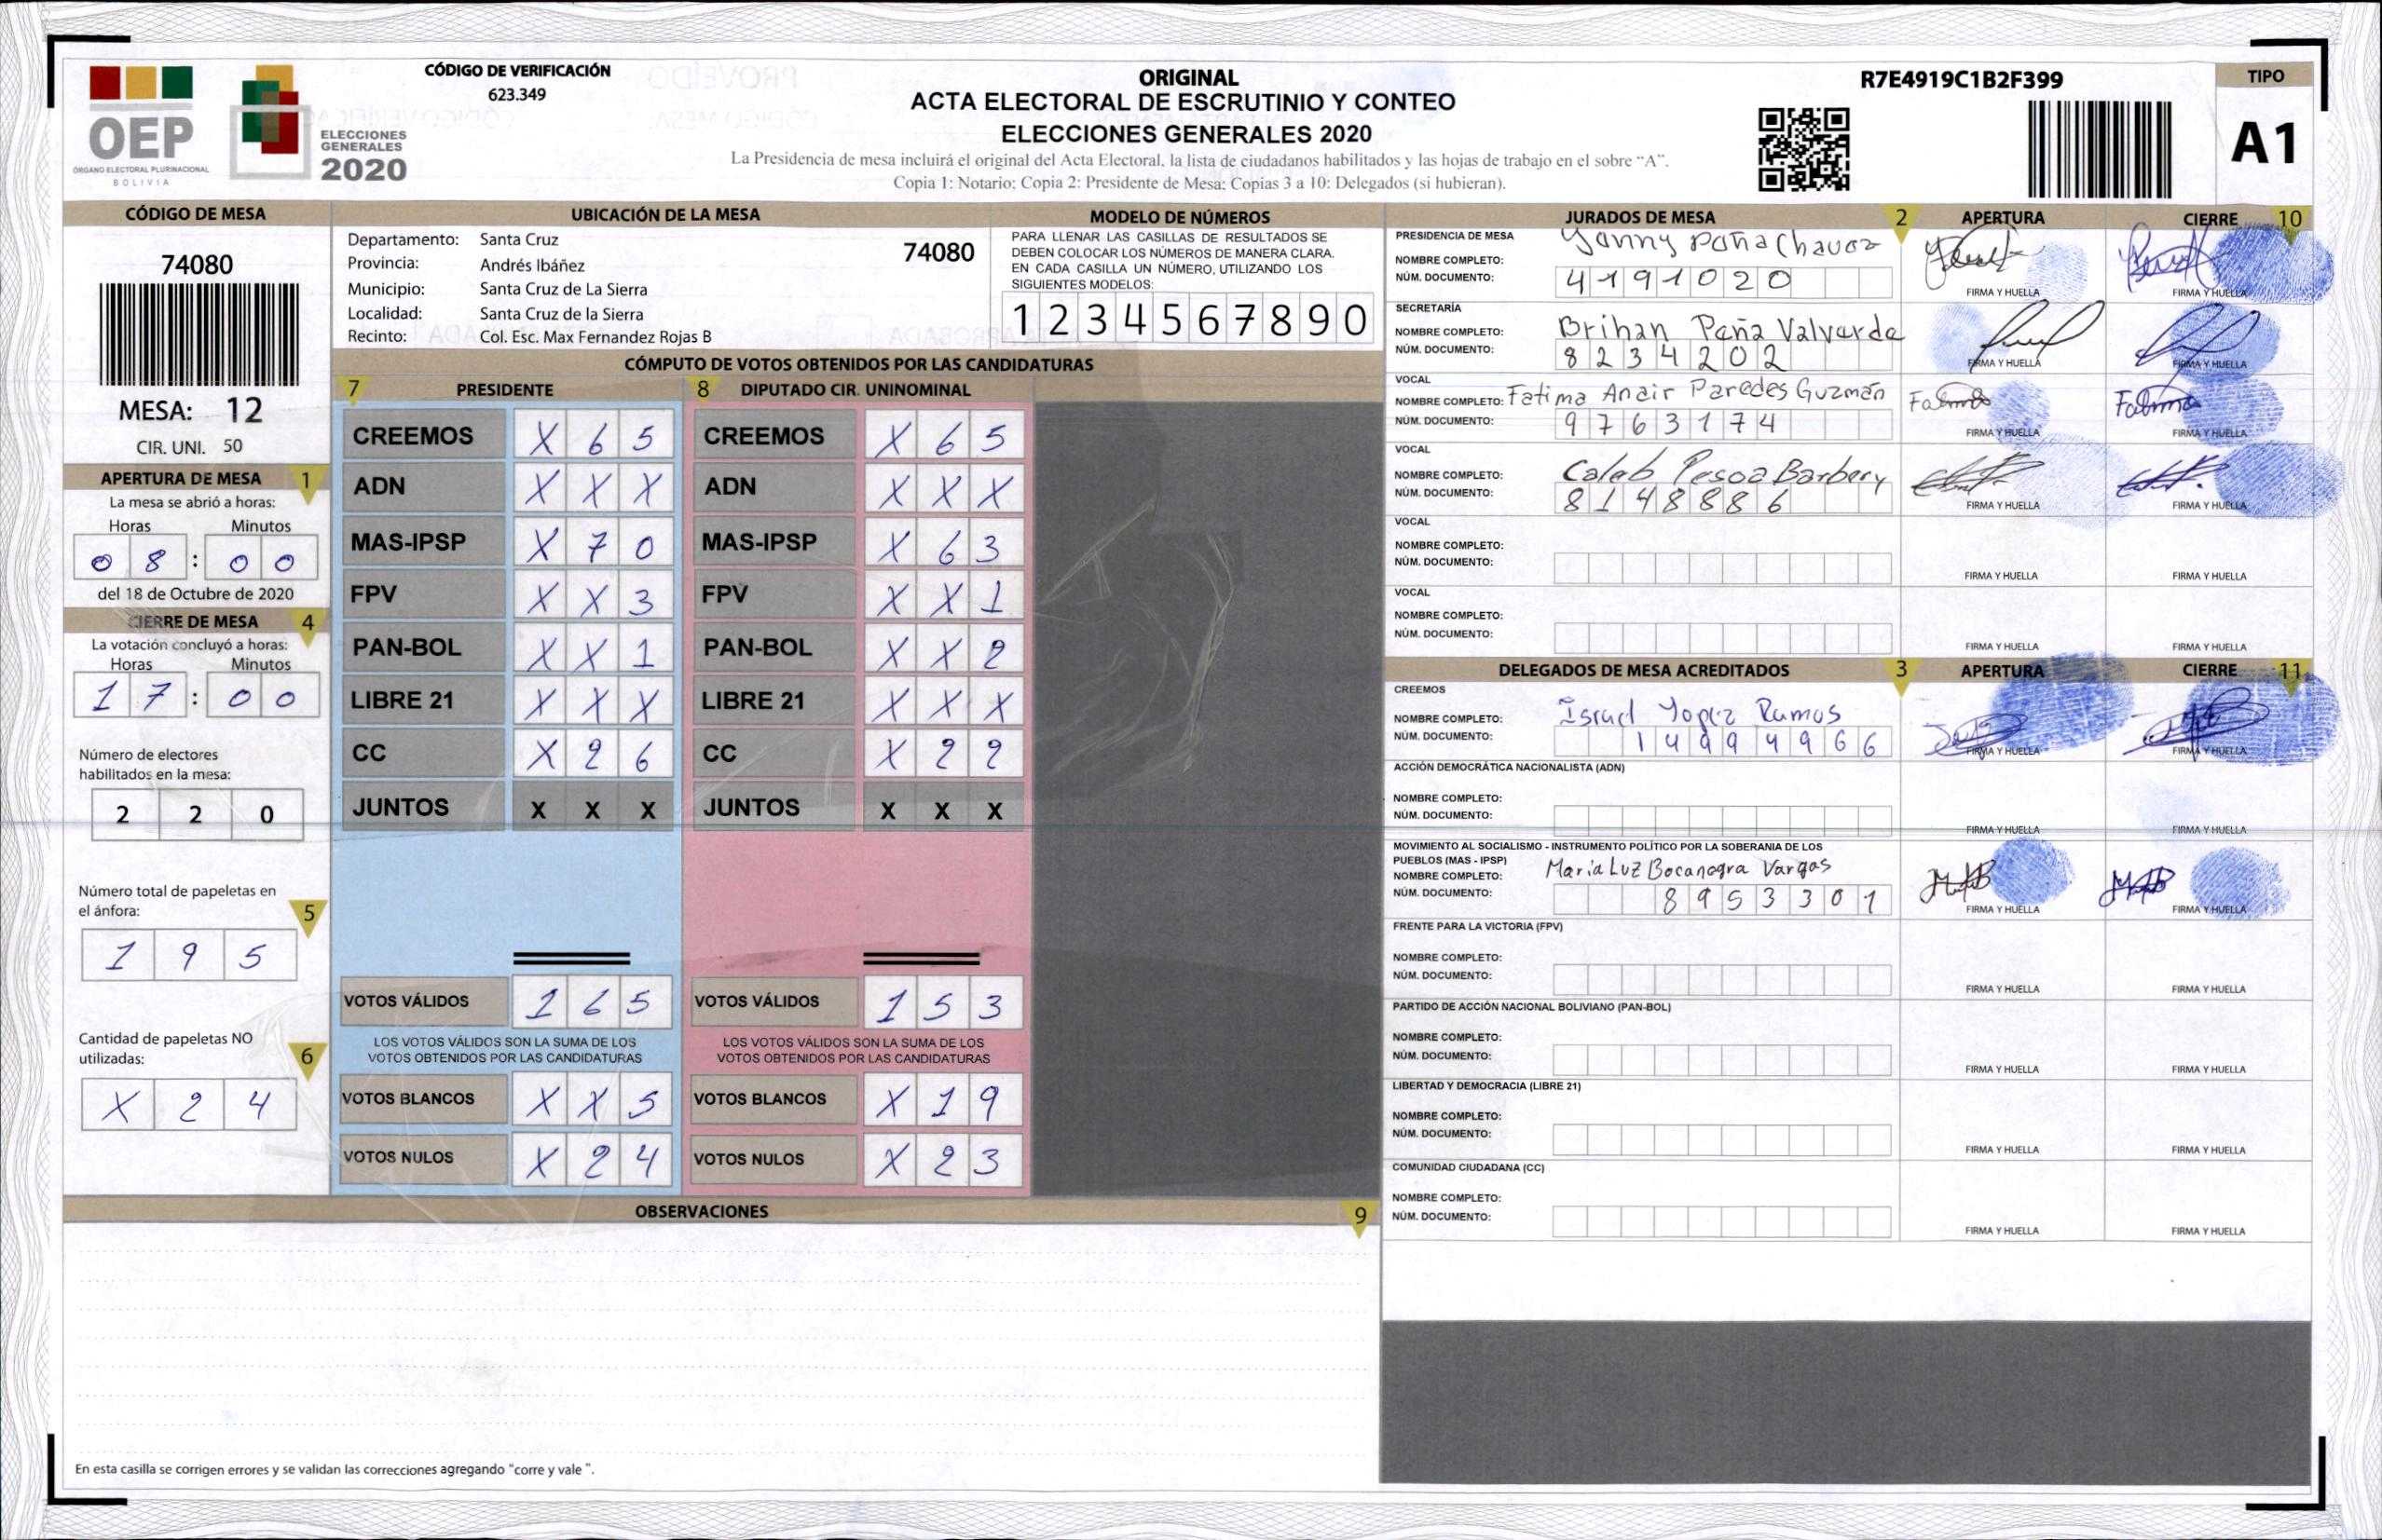 OEP
ÓRGANO ELECTORAL PLURINACIONAL
BOLIVIA
ELECCIONES
GENERALES
2020
CÓDIGO DE VERIFICACIÓN
623.349
ORIGINAL
ACTA ELECTORAL DE ESCRUTINIO Y CONTEO
ELECCIONES GENERALES 2020
La Presidencia de mesa incluirá el original del Acta Electoral, la lista de ciudadanos habilitados y las hojas de trabajo en el sobre "A".
Copia 1: Notario; Copia 2: Presidente de Mesa; Copias 3 a 10: Delegados (si hubieran).
R7E4919C1B2F399
TIPO
A1
CÓDIGO DE MESA
74080
MESA: 12
CIR. UNI. 50
APERTURA DE MESA 1
La mesa se abrió a horas:
Horas Minutos
0 8 : 0 0
del 18 de Octubre de 2020
CIERRE DE MESA 4
La votación concluyó a horas:
Horas Minutos
1 7 : 0 0
Número de electores
habilitados en la mesa:
2 2 0
Número total de papeletas en
el ánfora: 5
1 9 5
Cantidad de papeletas NO
utilizadas: 6
X 2 4
UBICACIÓN DE LA MESA
Departamento: Santa Cruz
74080
Provincia: Andrés Ibáñez
Municipio: Santa Cruz de La Sierra
Localidad: Santa Cruz de la Sierra
Recinto: Col. Esc. Max Fernandez Rojas B
MODELO DE NÚMEROS
PARA LLENAR LAS CASILLAS DE RESULTADOS SE
DEBEN COLOCAR LOS NÚMEROS DE MANERA CLARA.
EN CADA CASILLA UN NÚMERO, UTILIZANDO LOS
SIGUIENTES MODELOS:
1 2 3 4 5 6 7 8 9 0
CÓMPUTO DE VOTOS OBTENIDOS POR LAS CANDIDATURAS
7 PRESIDENTE
CREEMOS X 6 5
ADN X X X
MAS-IPSP X 7 0
FPV X X 3
PAN-BOL X X 1
LIBRE 21 X X X
CC X 2 6
JUNTOS X X X
VOTOS VÁLIDOS 1 6 5
LOS VOTOS VÁLIDOS SON LA SUMA DE LOS
VOTOS OBTENIDOS POR LAS CANDIDATURAS
VOTOS BLANCOS X X 5
VOTOS NULOS X 2 4
8 DIPUTADO CIR. UNINOMINAL
CREEMOS X 6 5
ADN X X X
MAS-IPSP X 6 3
FPV X X 1
PAN-BOL X X 2
LIBRE 21 X X X
CC X 2 2
JUNTOS X X X
VOTOS VÁLIDOS 1 5 3
LOS VOTOS VÁLIDOS SON LA SUMA DE LOS
VOTOS OBTENIDOS POR LAS CANDIDATURAS
VOTOS BLANCOS X 1 9
VOTOS NULOS X 2 3
OBSERVACIONES 9
En esta casilla se corrigen errores y se validan las correcciones agregando "corre y vale ".
JURADOS DE MESA 2 APERTURA CIERRE 10
PRESIDENCIA DE MESA
NOMBRE COMPLETO: Yanny Paña Chavaz
NÚM. DOCUMENTO: 4 1 9 1 0 2 0
FIRMA Y HUELLA FIRMA Y HUELLA
SECRETARÍA
NOMBRE COMPLETO: Brihan Paña Valverde
NÚM. DOCUMENTO: 8 2 3 4 2 0 2
FIRMA Y HUELLA FIRMA Y HUELLA
VOCAL
NOMBRE COMPLETO: Fatima Anair Paredes Guzmán
NÚM. DOCUMENTO: 9 7 6 3 1 7 4
Fatima Fatima
FIRMA Y HUELLA FIRMA Y HUELLA
VOCAL
NOMBRE COMPLETO: Caleb Pesoa Barbery
NÚM. DOCUMENTO: 8 1 4 8 8 8 6
FIRMA Y HUELLA FIRMA Y HUELLA
VOCAL
NOMBRE COMPLETO:
NÚM. DOCUMENTO:
FIRMA Y HUELLA FIRMA Y HUELLA
VOCAL
NOMBRE COMPLETO:
NÚM. DOCUMENTO:
FIRMA Y HUELLA FIRMA Y HUELLA
DELEGADOS DE MESA ACREDITADOS 3 APERTURA CIERRE 11
CREEMOS
NOMBRE COMPLETO: Israel Yopez Ramos
NÚM. DOCUMENTO: 1 4 9 9 4 9 6 6
FIRMA Y HUELLA FIRMA Y HUELLA
ACCIÓN DEMOCRÁTICA NACIONALISTA (ADN)
NOMBRE COMPLETO:
NÚM. DOCUMENTO:
FIRMA Y HUELLA FIRMA Y HUELLA
MOVIMIENTO AL SOCIALISMO - INSTRUMENTO POLÍTICO POR LA SOBERANIA DE LOS
PUEBLOS (MAS - IPSP)
NOMBRE COMPLETO: Maria Luz Bocanegra Vargas
NÚM. DOCUMENTO: 8 9 5 3 3 0 1
FIRMA Y HUELLA FIRMA Y HUELLA
FRENTE PARA LA VICTORIA (FPV)
NOMBRE COMPLETO:
NÚM. DOCUMENTO:
FIRMA Y HUELLA FIRMA Y HUELLA
PARTIDO DE ACCIÓN NACIONAL BOLIVIANO (PAN-BOL)
NOMBRE COMPLETO:
NÚM. DOCUMENTO:
FIRMA Y HUELLA FIRMA Y HUELLA
LIBERTAD Y DEMOCRACIA (LIBRE 21)
NOMBRE COMPLETO:
NÚM. DOCUMENTO:
FIRMA Y HUELLA FIRMA Y HUELLA
COMUNIDAD CIUDADANA (CC)
NOMBRE COMPLETO:
NÚM. DOCUMENTO:
FIRMA Y HUELLA FIRMA Y HUELLA